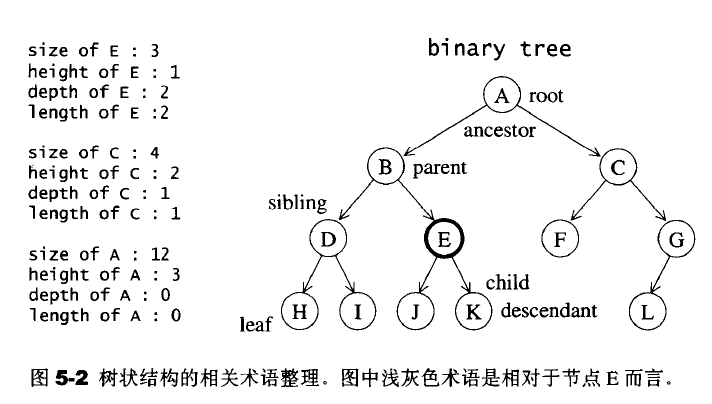 size of E : 3
height of E : 1
depth of E : 2
length of E :2
size of C : 4
height of C : 2
depth of C : 1
length of C : 1
size of A : 12
height of A : 3
depth of A : 0
length of A : 0
binary tree
A root
ancestor
B parent C
sibling
D E F G
child
H I J K descendant L
leaf
图 5-2 树状结构的相关术语整理。图中浅灰色术语是相对于节点 E 而言。